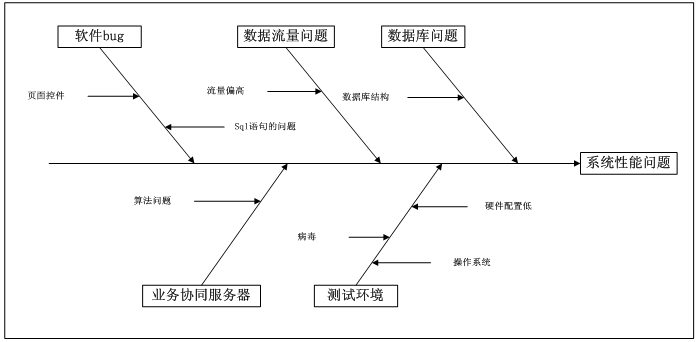 软件bug
数据流量问题
数据库问题
页面控件
流量偏高
数据库结构
Sql语句的问题
系统性能问题
算法问题
硬件配置低
病毒
操作系统
业务协同服务器
测试环境